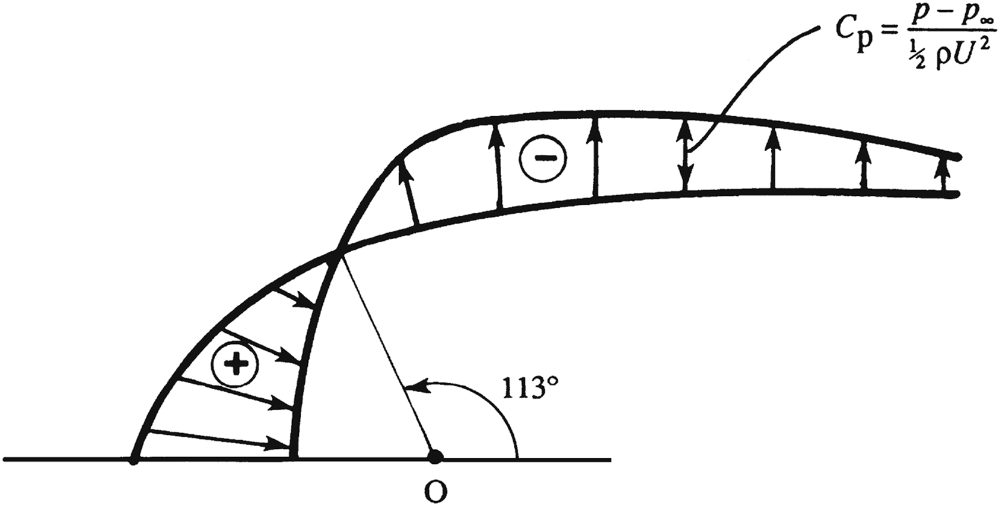 Cp = p − p∞ / ½ ρU²
−
+
113°
O